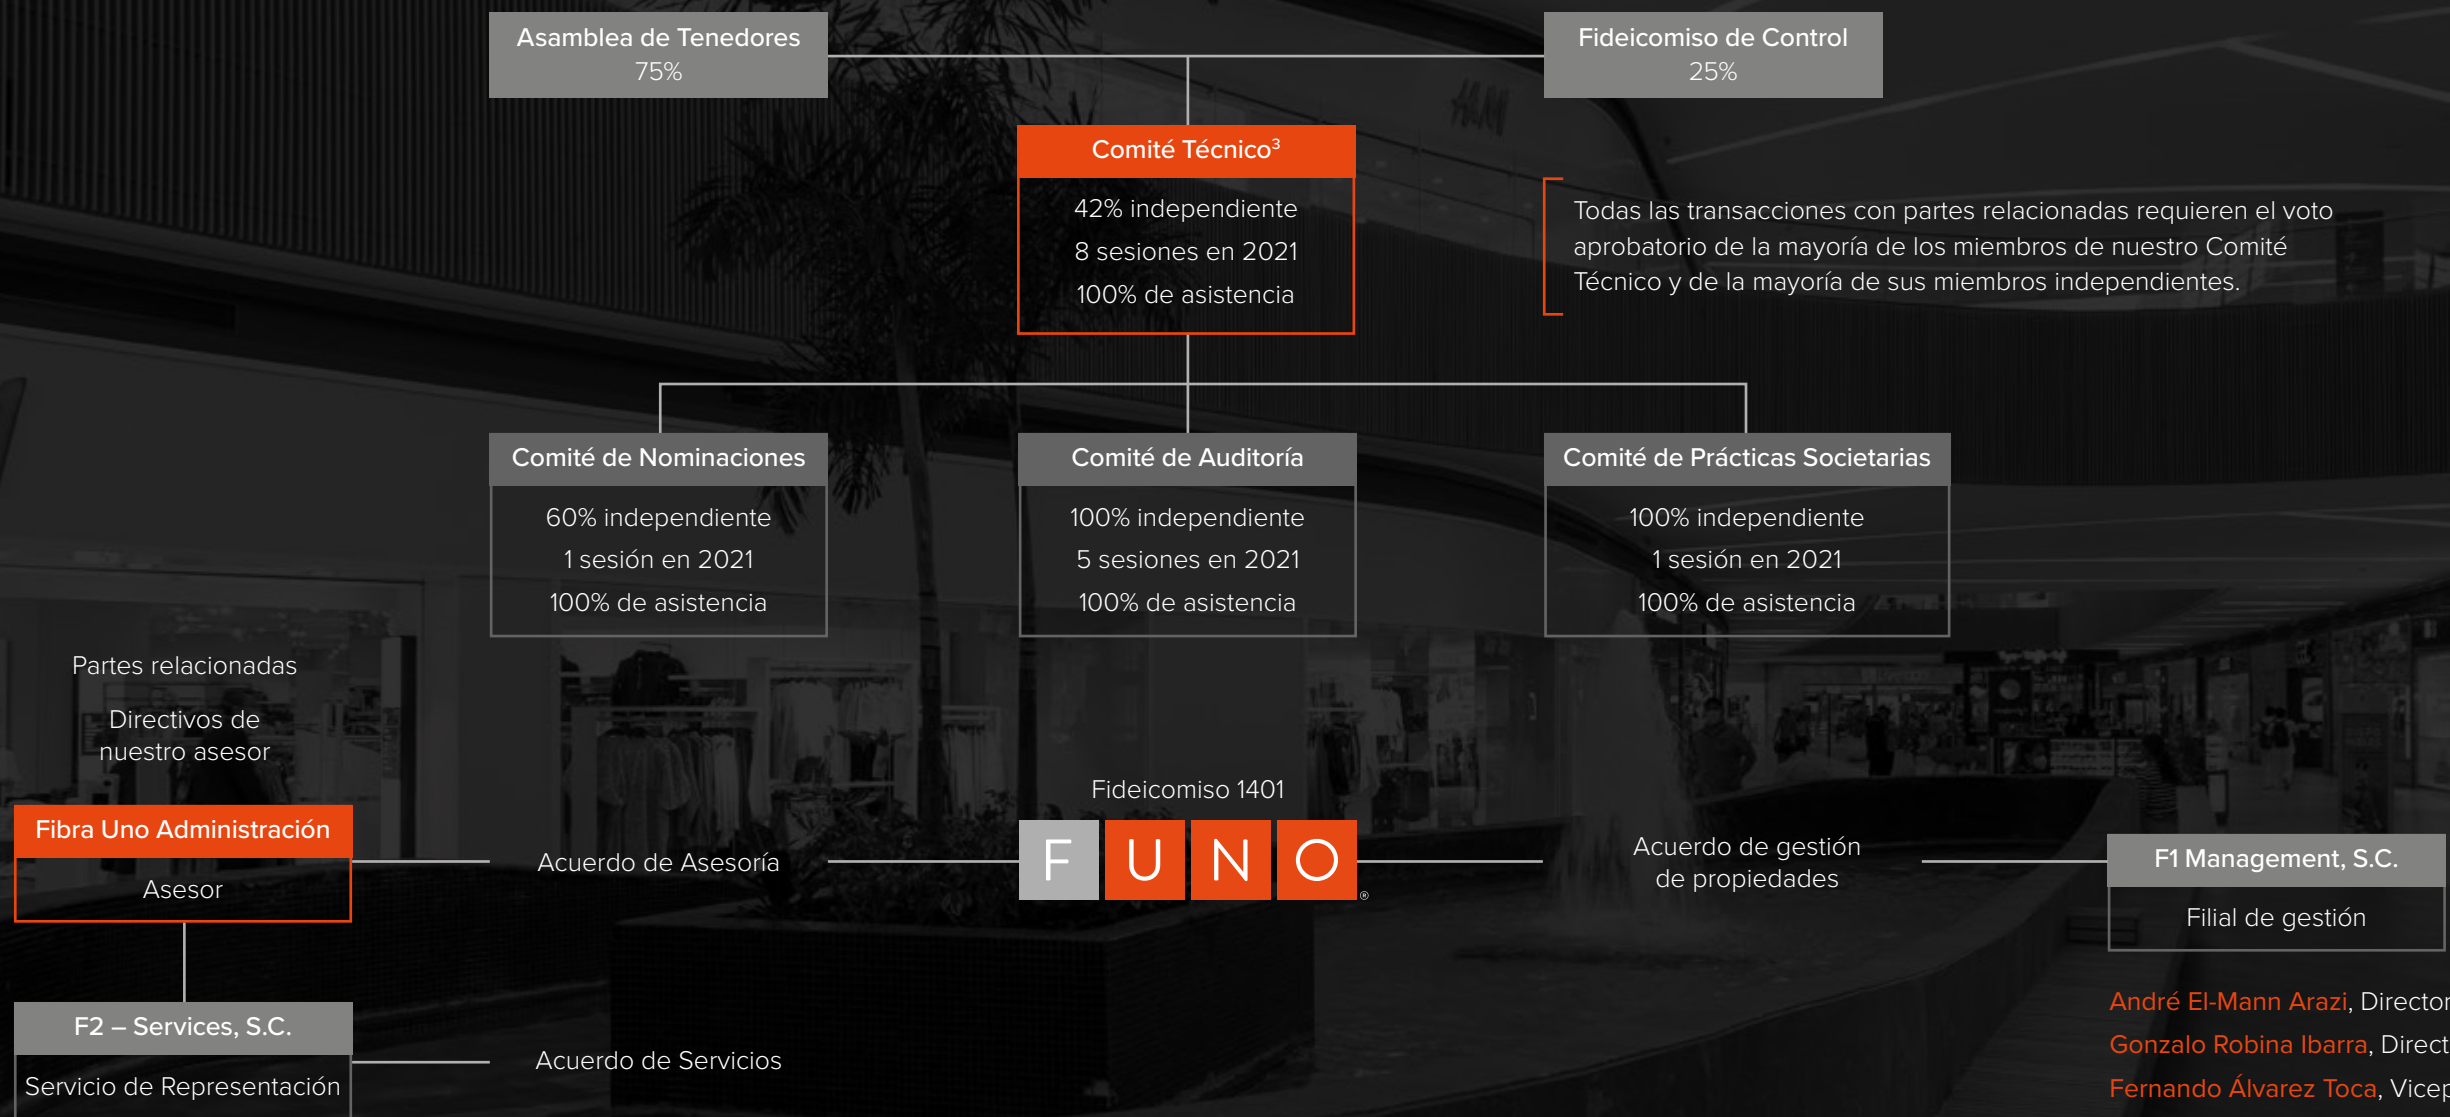 Asamblea de Tenedores
75%
Fideicomiso de Control
25%
Comité Técnico³
42% independiente
8 sesiones en 2021
100% de asistencia
Todas las transacciones con partes relacionadas requieren el voto
aprobatorio de la mayoría de los miembros de nuestro Comité
Técnico y de la mayoría de sus miembros independientes.
Comité de Nominaciones
60% independiente
1 sesión en 2021
100% de asistencia
Comité de Auditoría
100% independiente
5 sesiones en 2021
100% de asistencia
Comité de Prácticas Societarias
100% independiente
1 sesión en 2021
100% de asistencia
Partes relacionadas
Directivos de
nuestro asesor
Fibra Uno Administración
Asesor
Acuerdo de Asesoría
Fideicomiso 1401
FUNO®
Acuerdo de gestión
de propiedades
F1 Management, S.C.
Filial de gestión
F2 – Services, S.C.
Servicio de Representación
Acuerdo de Servicios
André El-Mann Arazi, Director
Gonzalo Robina Ibarra, Direct
Fernando Álvarez Toca, Vicep
H&M